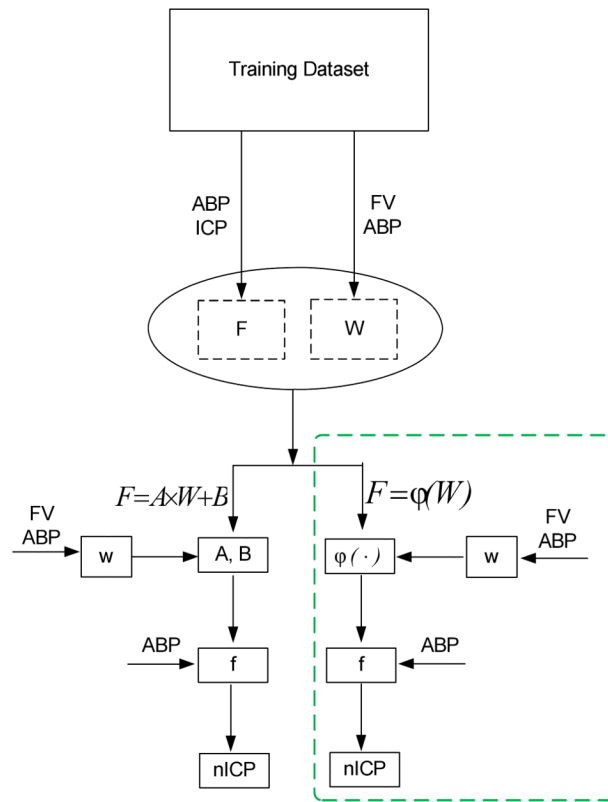 Training Dataset
ABP
ICP
FV
ABP
F
W
F=A×W+B
F=φ(W)
FV
ABP
w
A, B
φ(·)
w
FV
ABP
ABP
f
f
ABP
nICP
nICP